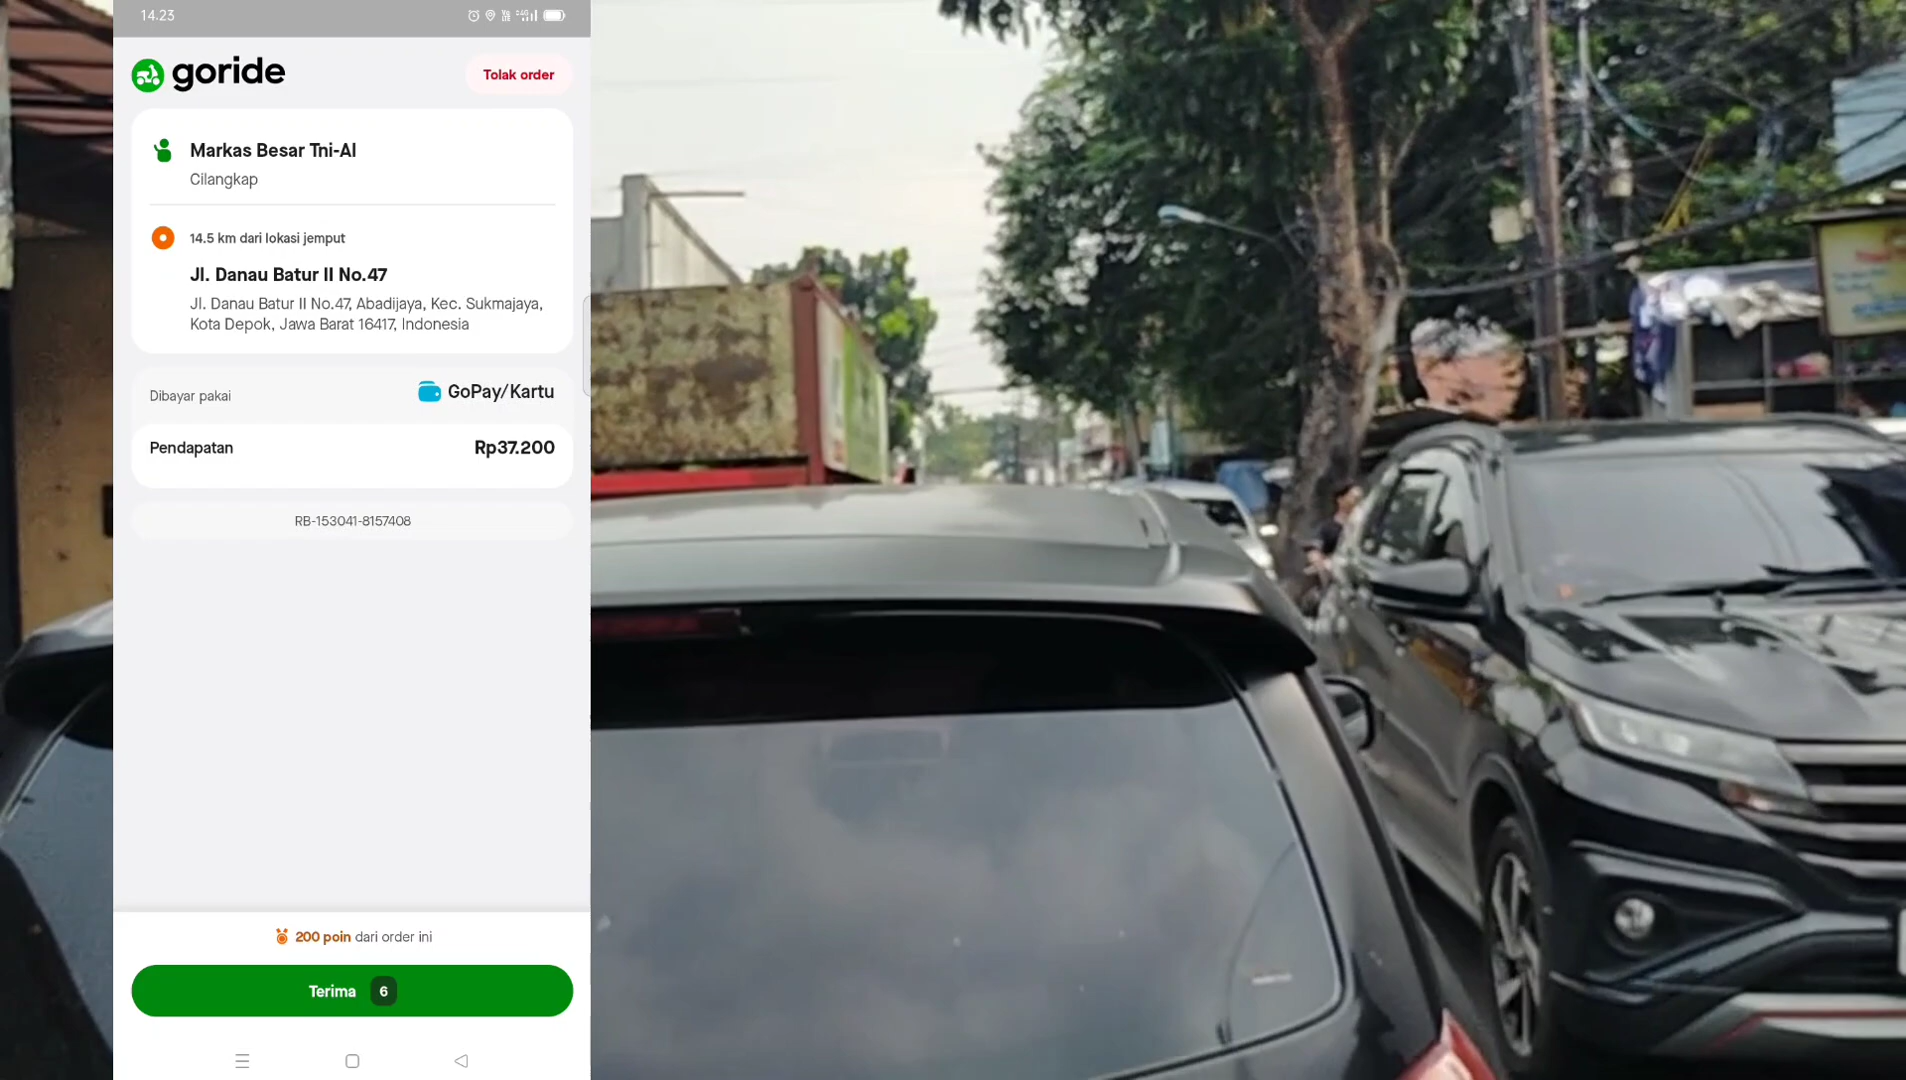 14.23
goride
Tolak order
Markas Besar Tni-Al
Cilangkap
14.5 km dari lokasi jemput
Jl. Danau Batur II No.47
Jl. Danau Batur II No.47, Abadijaya, Kec. Sukmajaya,
Kota Depok, Jawa Barat 16417, Indonesia
Dibayar pakai
GoPay/Kartu
Pendapatan
Rp37.200
RB-153041-8157408
200 poin dari order ini
Terima 6